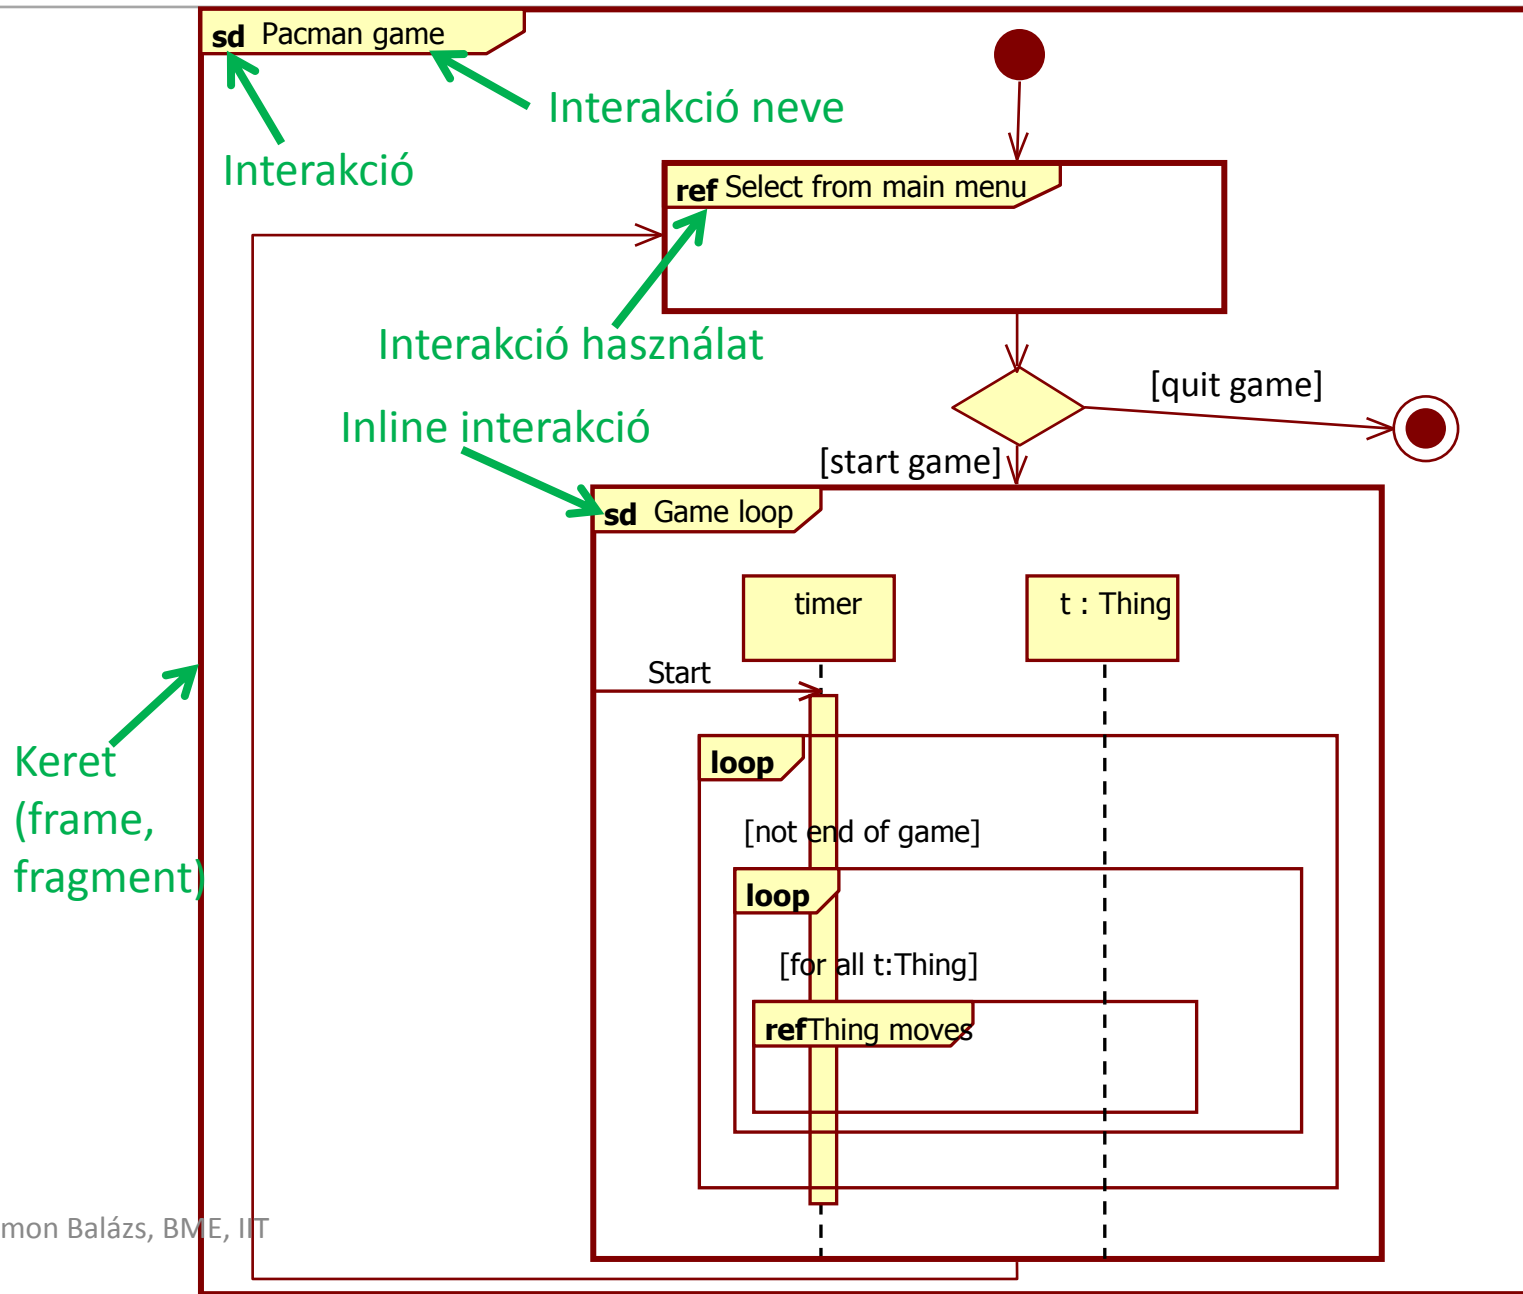 sd Pacman game
Interakció neve
Interakció
ref Select from main menu
Interakció használat
[quit game]
Inline interakció
[start game]
sd Game loop
timer
t : Thing
Start
Keret
(frame,
fragment)
loop
[not end of game]
loop
[for all t:Thing]
refThing moves
mon Balázs, BME, IIT